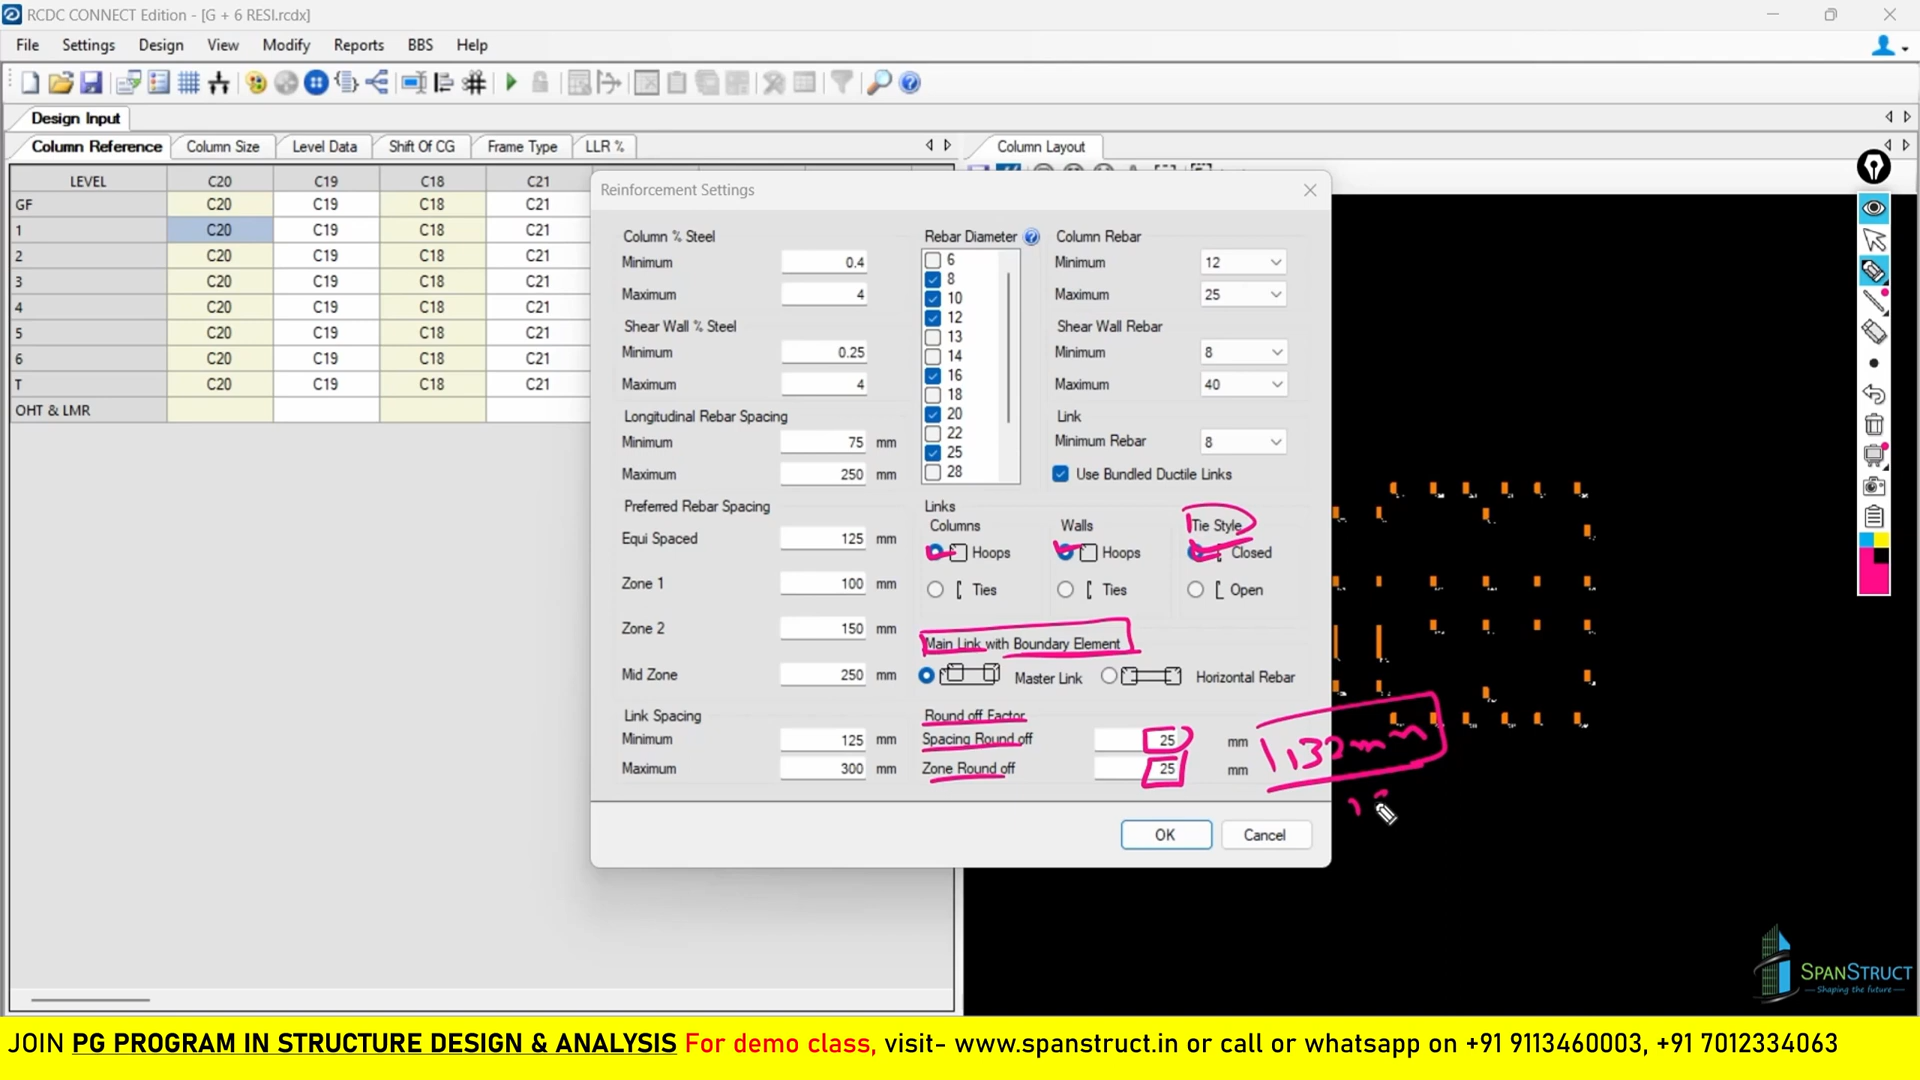 RCDC CONNECT Edition - [G + 6 RESI.rcdx]
File Settings Design View Modify Reports BBS Help
Design Input
Column Reference Column Size Level Data Shift Of CG Frame Type LLR %
Column Layout
LEVEL C20 C19 C18 C21
GF C20 C19 C18 C21
1 C20 C19 C18 C21
2 C20 C19 C18 C21
3 C20 C19 C18 C21
4 C20 C19 C18 C21
5 C20 C19 C18 C21
6 C20 C19 C18 C21
T C20 C19 C18 C21
OHT & LMR
Reinforcement Settings
Column % Steel
Minimum 0.4
Maximum 4
Shear Wall % Steel
Minimum 0.25
Maximum 4
Longitudinal Rebar Spacing
Minimum 75 mm
Maximum 250 mm
Preferred Rebar Spacing
Equi Spaced 125 mm
Zone 1 100 mm
Zone 2 150 mm
Mid Zone 250 mm
Link Spacing
Minimum 125 mm
Maximum 300 mm
Rebar Diameter
6
8
10
12
13
14
16
18
20
22
25
28
Column Rebar
Minimum 12
Maximum 25
Shear Wall Rebar
Minimum 8
Maximum 40
Link
Minimum Rebar 8
Use Bundled Ductile Links
Links
Columns Walls Tie Style
Hoops Hoops Closed
Ties Ties Open
Main Link with Boundary Element
Master Link Horizontal Rebar
Round off Factor
Spacing Round off 25 mm
Zone Round off 25 mm
OK Cancel
SPANSTRUCT
Shaping the future
JOIN PG PROGRAM IN STRUCTURE DESIGN & ANALYSIS For demo class, visit- www.spanstruct.in or call or whatsapp on +91 9113460003, +91 7012334063